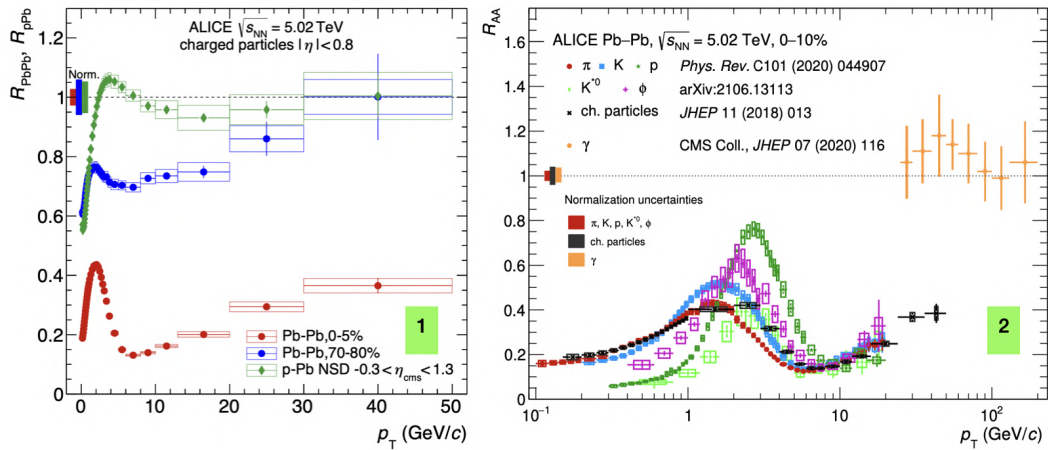 R_PbPb, R_pPb
1.4
1.2
1
0.8
0.6
0.4
0.2
0
ALICE √s_NN = 5.02 TeV
charged particles |η|<0.8
Norm.
1
Pb-Pb,0-5%
Pb-Pb,70-80%
p-Pb NSD -0.3<η_cms<1.3
0 10 20 30 40 50
p_T (GeV/c)
R_AA
1.6
1.4
1.2
1
0.8
0.6
0.4
0.2
0
ALICE Pb–Pb, √s_NN = 5.02 TeV, 0–10%
π K p Phys. Rev. C101 (2020) 044907
K*0 ϕ arXiv:2106.13113
ch. particles JHEP 11 (2018) 013
γ CMS Coll., JHEP 07 (2020) 116
Normalization uncertainties
π, K, p, K*0, ϕ
ch. particles
γ
2
10⁻¹ 1 10 10²
p_T (GeV/c)